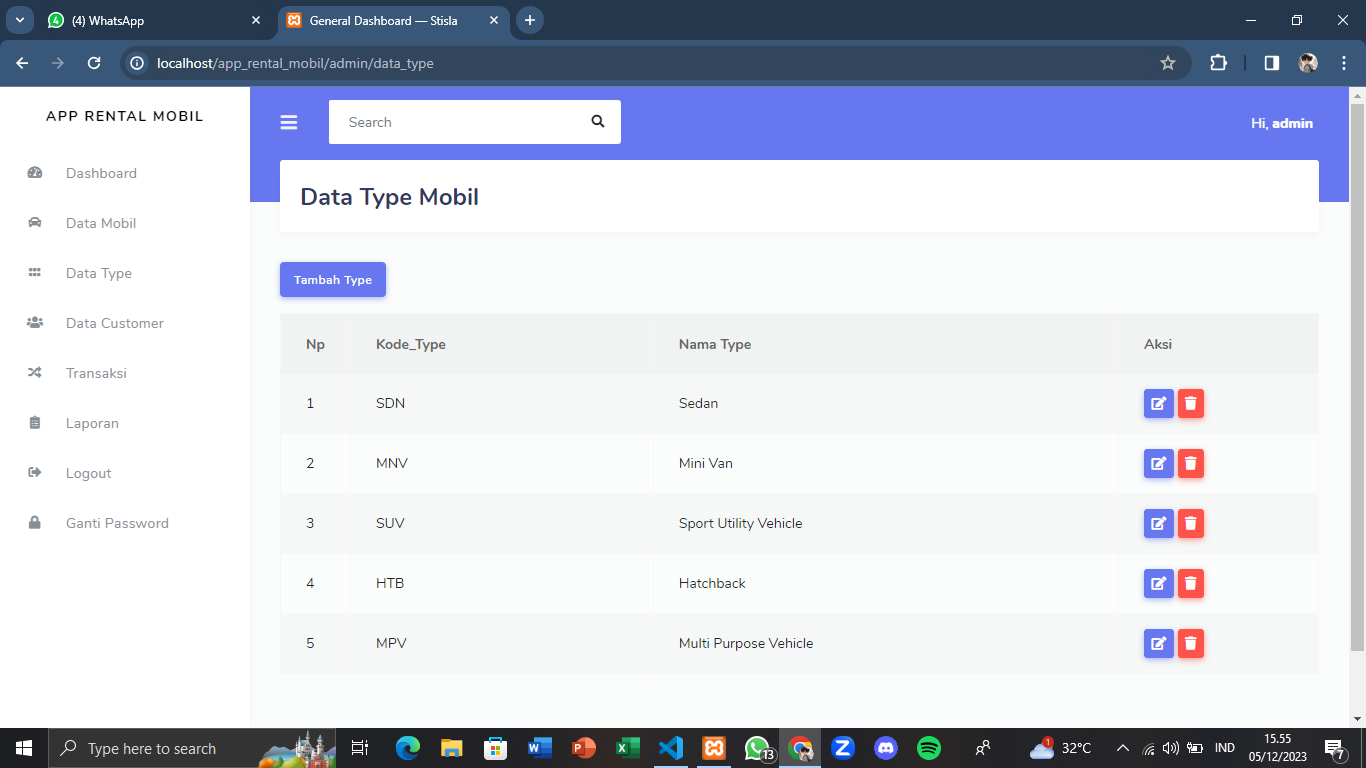 (4) WhatsApp
General Dashboard — Stisla
localhost/app_rental_mobil/admin/data_type
APP RENTAL MOBIL
Search
Hi, admin
Dashboard
Data Mobil
Data Type
Data Customer
Transaksi
Laporan
Logout
Ganti Password
Data Type Mobil
Tambah Type
Np Kode_Type Nama Type Aksi
1 SDN Sedan
2 MNV Mini Van
3 SUV Sport Utility Vehicle
4 HTB Hatchback
5 MPV Multi Purpose Vehicle
Type here to search
13
1
32°C
IND
15.55
05/12/2023
7